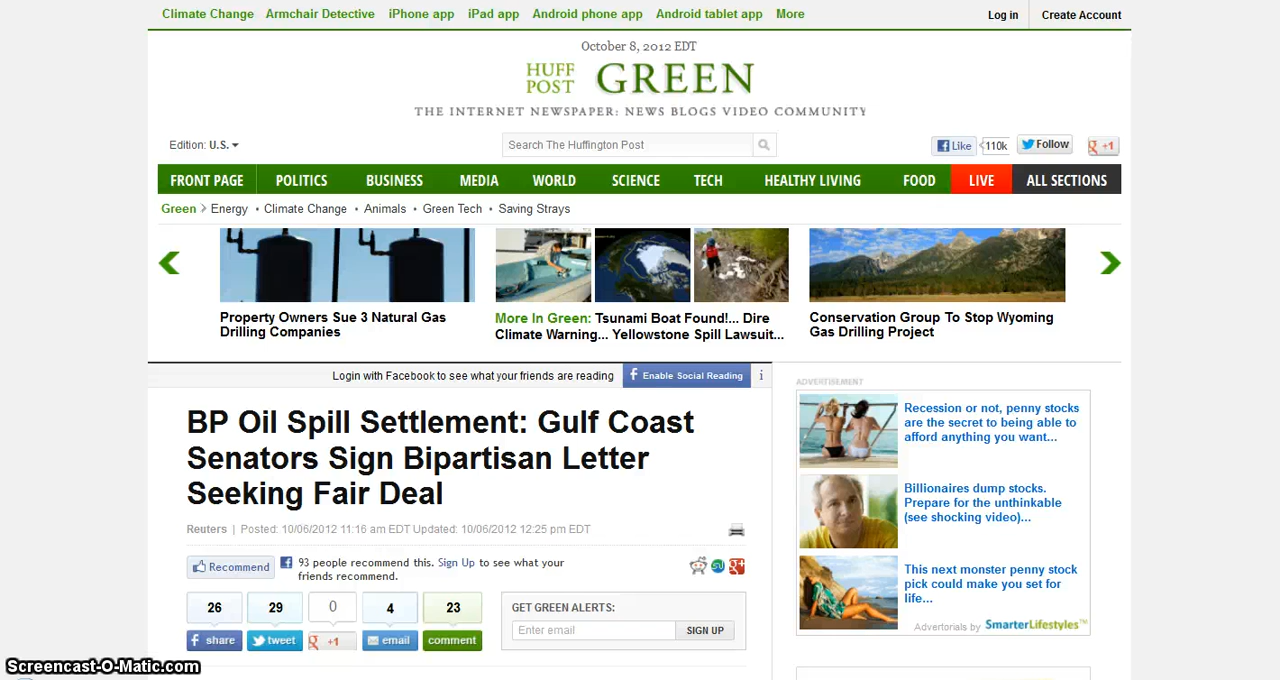 Climate Change Armchair Detective iPhone app iPad app Android phone app Android tablet app More Log in Create Account
October 8, 2012 EDT
HUFF POST GREEN
THE INTERNET NEWSPAPER: NEWS BLOGS VIDEO COMMUNITY
Edition: U.S. Search The Huffington Post Like 110k Follow +1
FRONT PAGE POLITICS BUSINESS MEDIA WORLD SCIENCE TECH HEALTHY LIVING FOOD LIVE ALL SECTIONS
Green Energy • Climate Change • Animals • Green Tech • Saving Strays
Property Owners Sue 3 Natural Gas
Drilling Companies
More In Green: Tsunami Boat Found!... Dire
Climate Warning... Yellowstone Spill Lawsuit...
Conservation Group To Stop Wyoming
Gas Drilling Project
Login with Facebook to see what your friends are reading Enable Social Reading i
BP Oil Spill Settlement: Gulf Coast
Senators Sign Bipartisan Letter
Seeking Fair Deal
Reuters | Posted: 10/06/2012 11:16 am EDT Updated: 10/06/2012 12:25 pm EDT
Recommend 93 people recommend this. Sign Up to see what your
friends recommend.
26 29 0 4 23
share tweet +1 email comment
GET GREEN ALERTS:
Enter email SIGN UP
ADVERTISEMENT
Recession or not, penny stocks
are the secret to being able to
afford anything you want...
Billionaires dump stocks.
Prepare for the unthinkable
(see shocking video)...
This next monster penny stock
pick could make you set for
life...
Advertorials by SmarterLifestyles™
Screencast-O-Matic.com